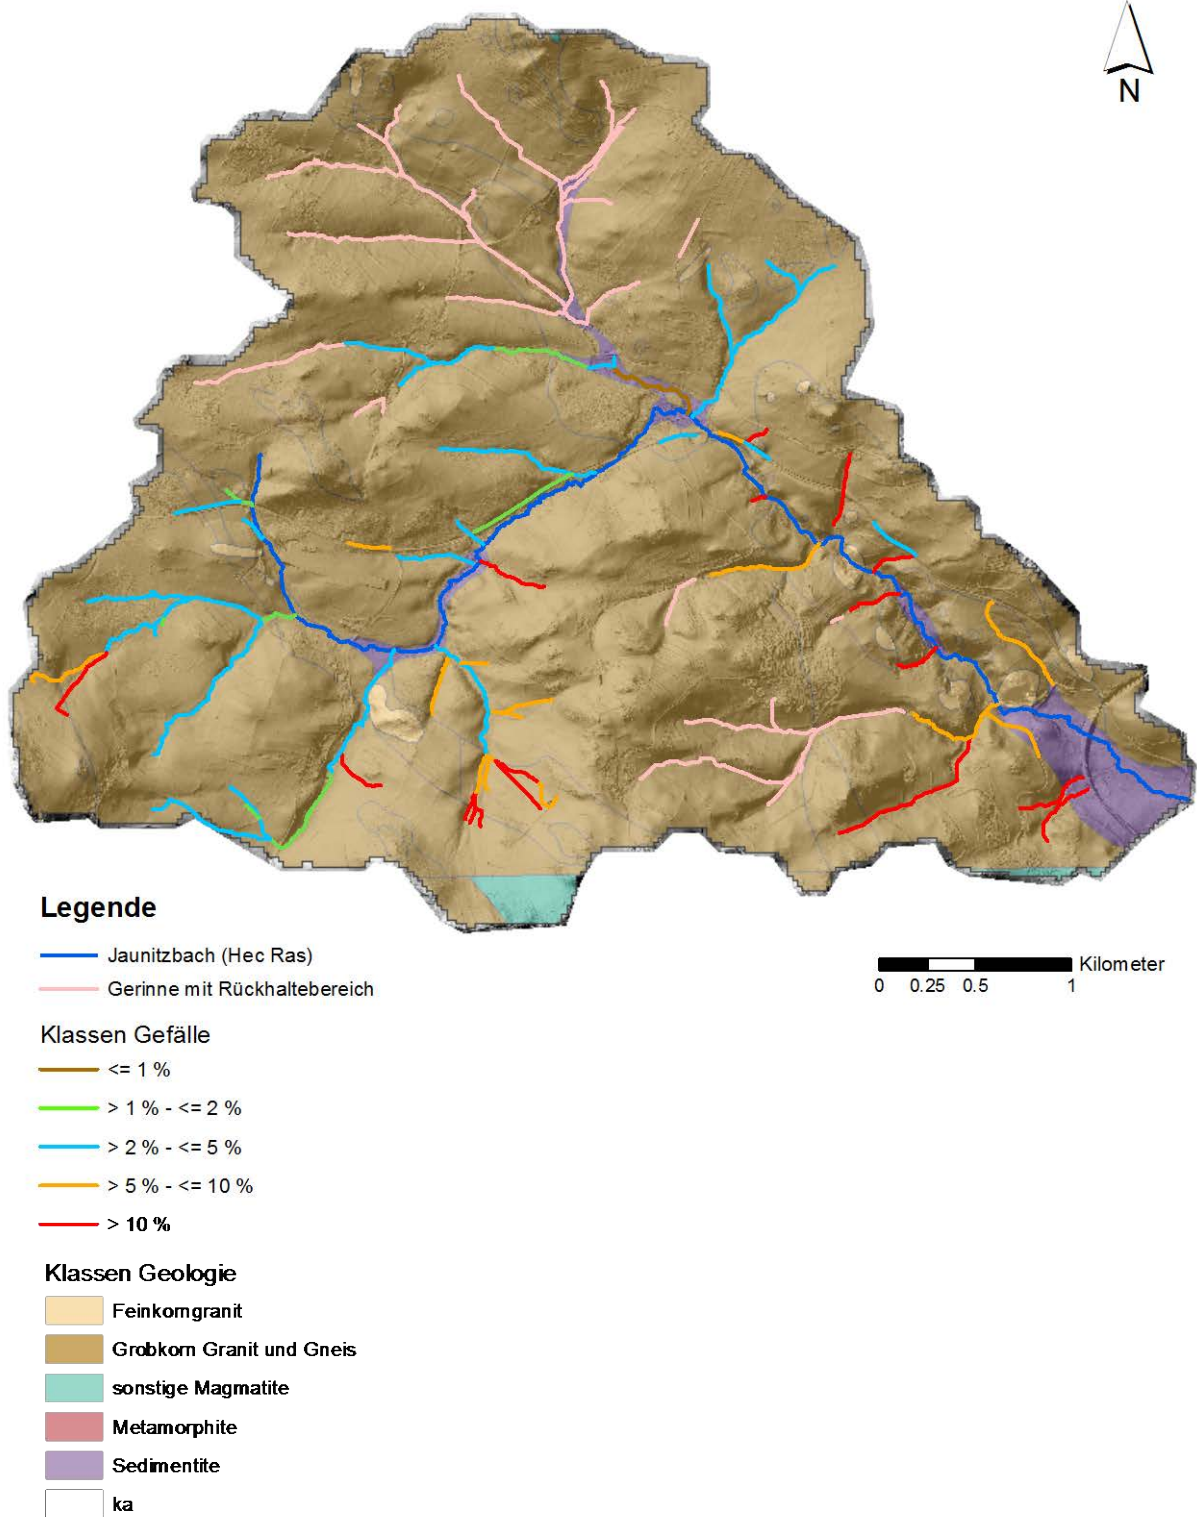 N
Legende
Jaunitzbach (Hec Ras)
Gerinne mit Rückhaltebereich
Kilometer
0 0.25 0.5 1
Klassen Gefälle
<= 1 %
> 1 % - <= 2 %
> 2 % - <= 5 %
> 5 % - <= 10 %
> 10 %
Klassen Geologie
Feinkorngranit
Grobkorn Granit und Gneis
sonstige Magmatite
Metamorphite
Sedimentite
ka